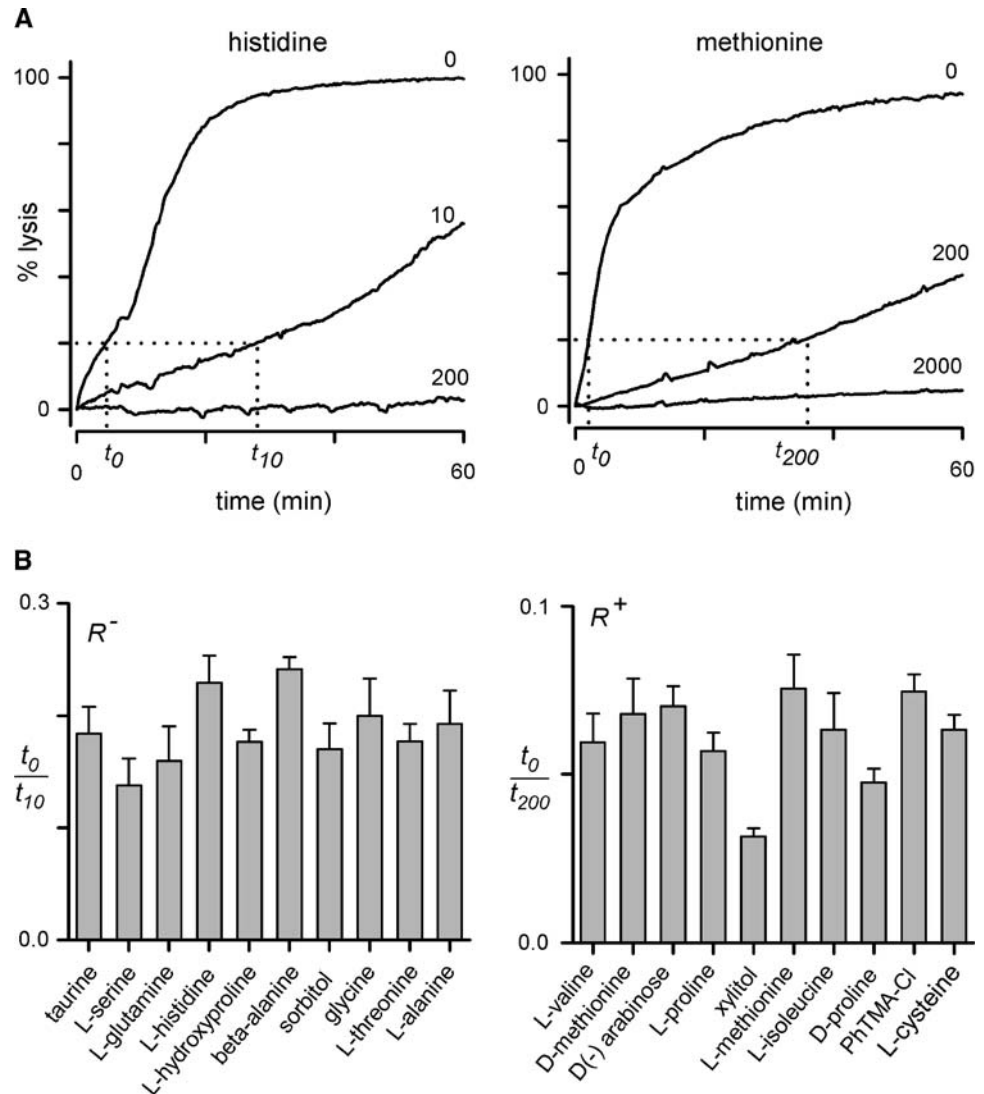 A
histidine
methionine
0
0
100
100
10
200
% lysis
200
2000
0
0
t0
t10
t0
t200
0
60
0
60
time (min)
time (min)
B
0.3
0.1
R-
R+
t0
t10
t0
t200
0.0
0.0
taurine
L-serine
L-glutamine
L-histidine
L-hydroxyproline
beta-alanine
sorbitol
glycine
L-threonine
L-alanine
L-valine
D-methionine
D(-) arabinose
L-proline
xylitol
L-methionine
L-isoleucine
D-proline
PhTMA-Cl
L-cysteine